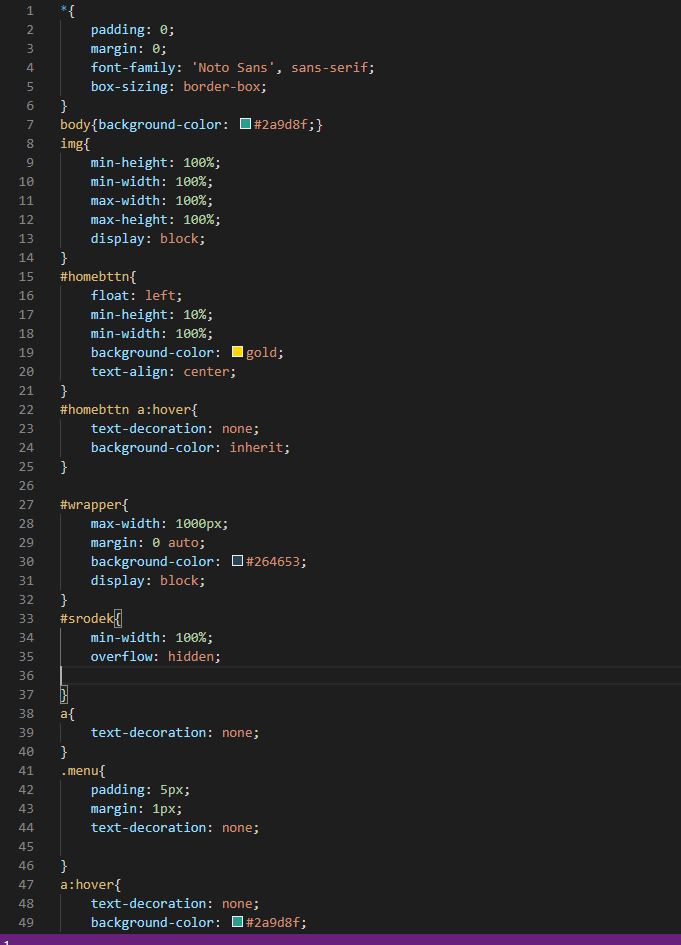 1 *{
2     padding: 0;
3     margin: 0;
4     font-family: 'Noto Sans', sans-serif;
5     box-sizing: border-box;
6 }
7 body{background-color: #2a9d8f;}
8 img{
9     min-height: 100%;
10     min-width: 100%;
11     max-width: 100%;
12     max-height: 100%;
13     display: block;
14 }
15 #homebttn{
16     float: left;
17     min-height: 10%;
18     min-width: 100%;
19     background-color: gold;
20     text-align: center;
21 }
22 #homebttn a:hover{
23     text-decoration: none;
24     background-color: inherit;
25 }
26
27 #wrapper{
28     max-width: 1000px;
29     margin: 0 auto;
30     background-color: #264653;
31     display: block;
32 }
33 #srodek{
34     min-width: 100%;
35     overflow: hidden;
36
37 }
38 a{
39     text-decoration: none;
40 }
41 .menu{
42     padding: 5px;
43     margin: 1px;
44     text-decoration: none;
45
46 }
47 a:hover{
48     text-decoration: none;
49     background-color: #2a9d8f;